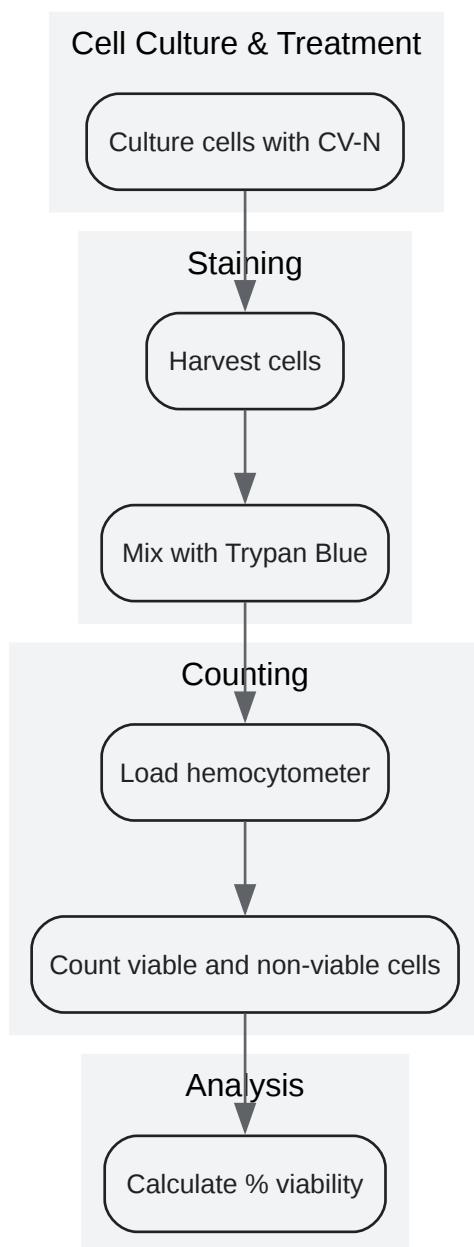 Cell Culture & Treatment
Culture cells with CV-N
Staining
Harvest cells
Mix with Trypan Blue
Counting
Load hemocytometer
Count viable and non-viable cells
Analysis
Calculate % viability